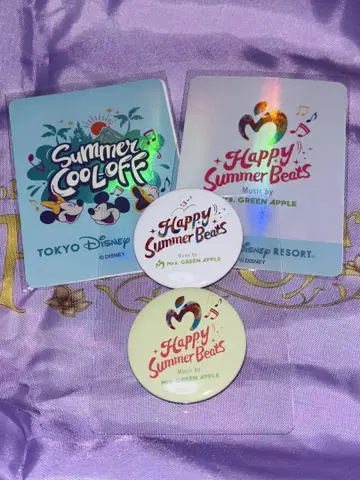 Summer
COOL OFF
TOKYO Disney
© DISNEY
Happy
Summer Beats
Music by
Mrs. GREEN APPLE
Disney RESORT®
© DISNEY
Happy
Summer Beats
Music by
Mrs. GREEN APPLE
Happy
Summer Beats
Music by
Mrs. GREEN APPLE